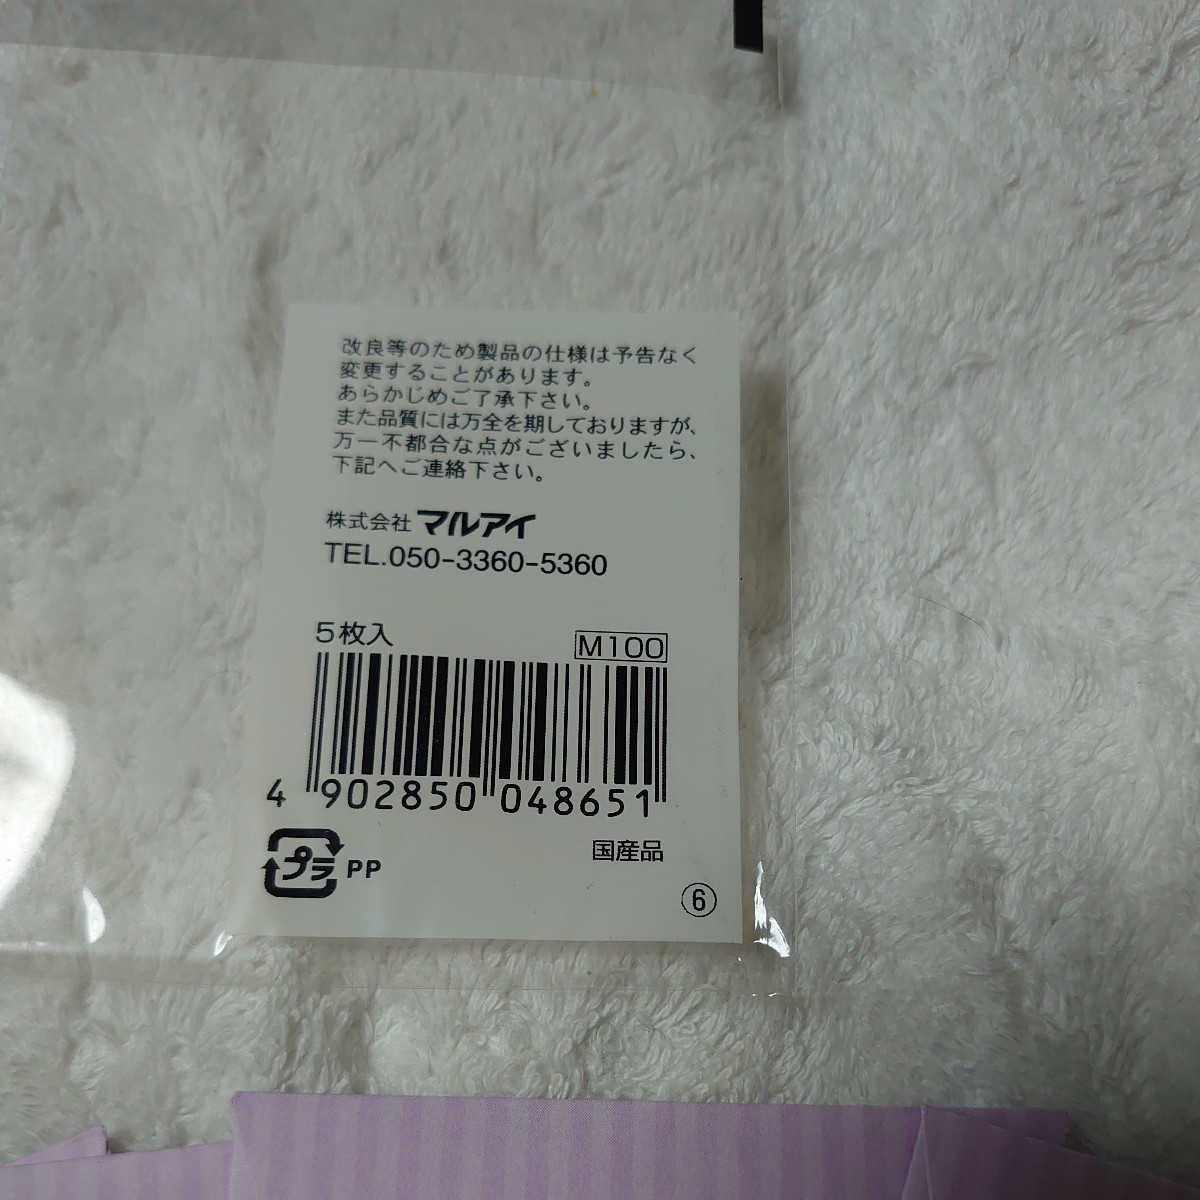 改良等のため製品の仕様は予告なく
変更することがあります。
あらかじめご了承下さい。
また品質には万全を期しておりますが、
万一不都合な点がございましたら、
下記へご連絡下さい。
株式会社 マルアイ
TEL.050-3360-5360
5枚入 M100
4 902850 048651
プラ PP
国産品
⑥